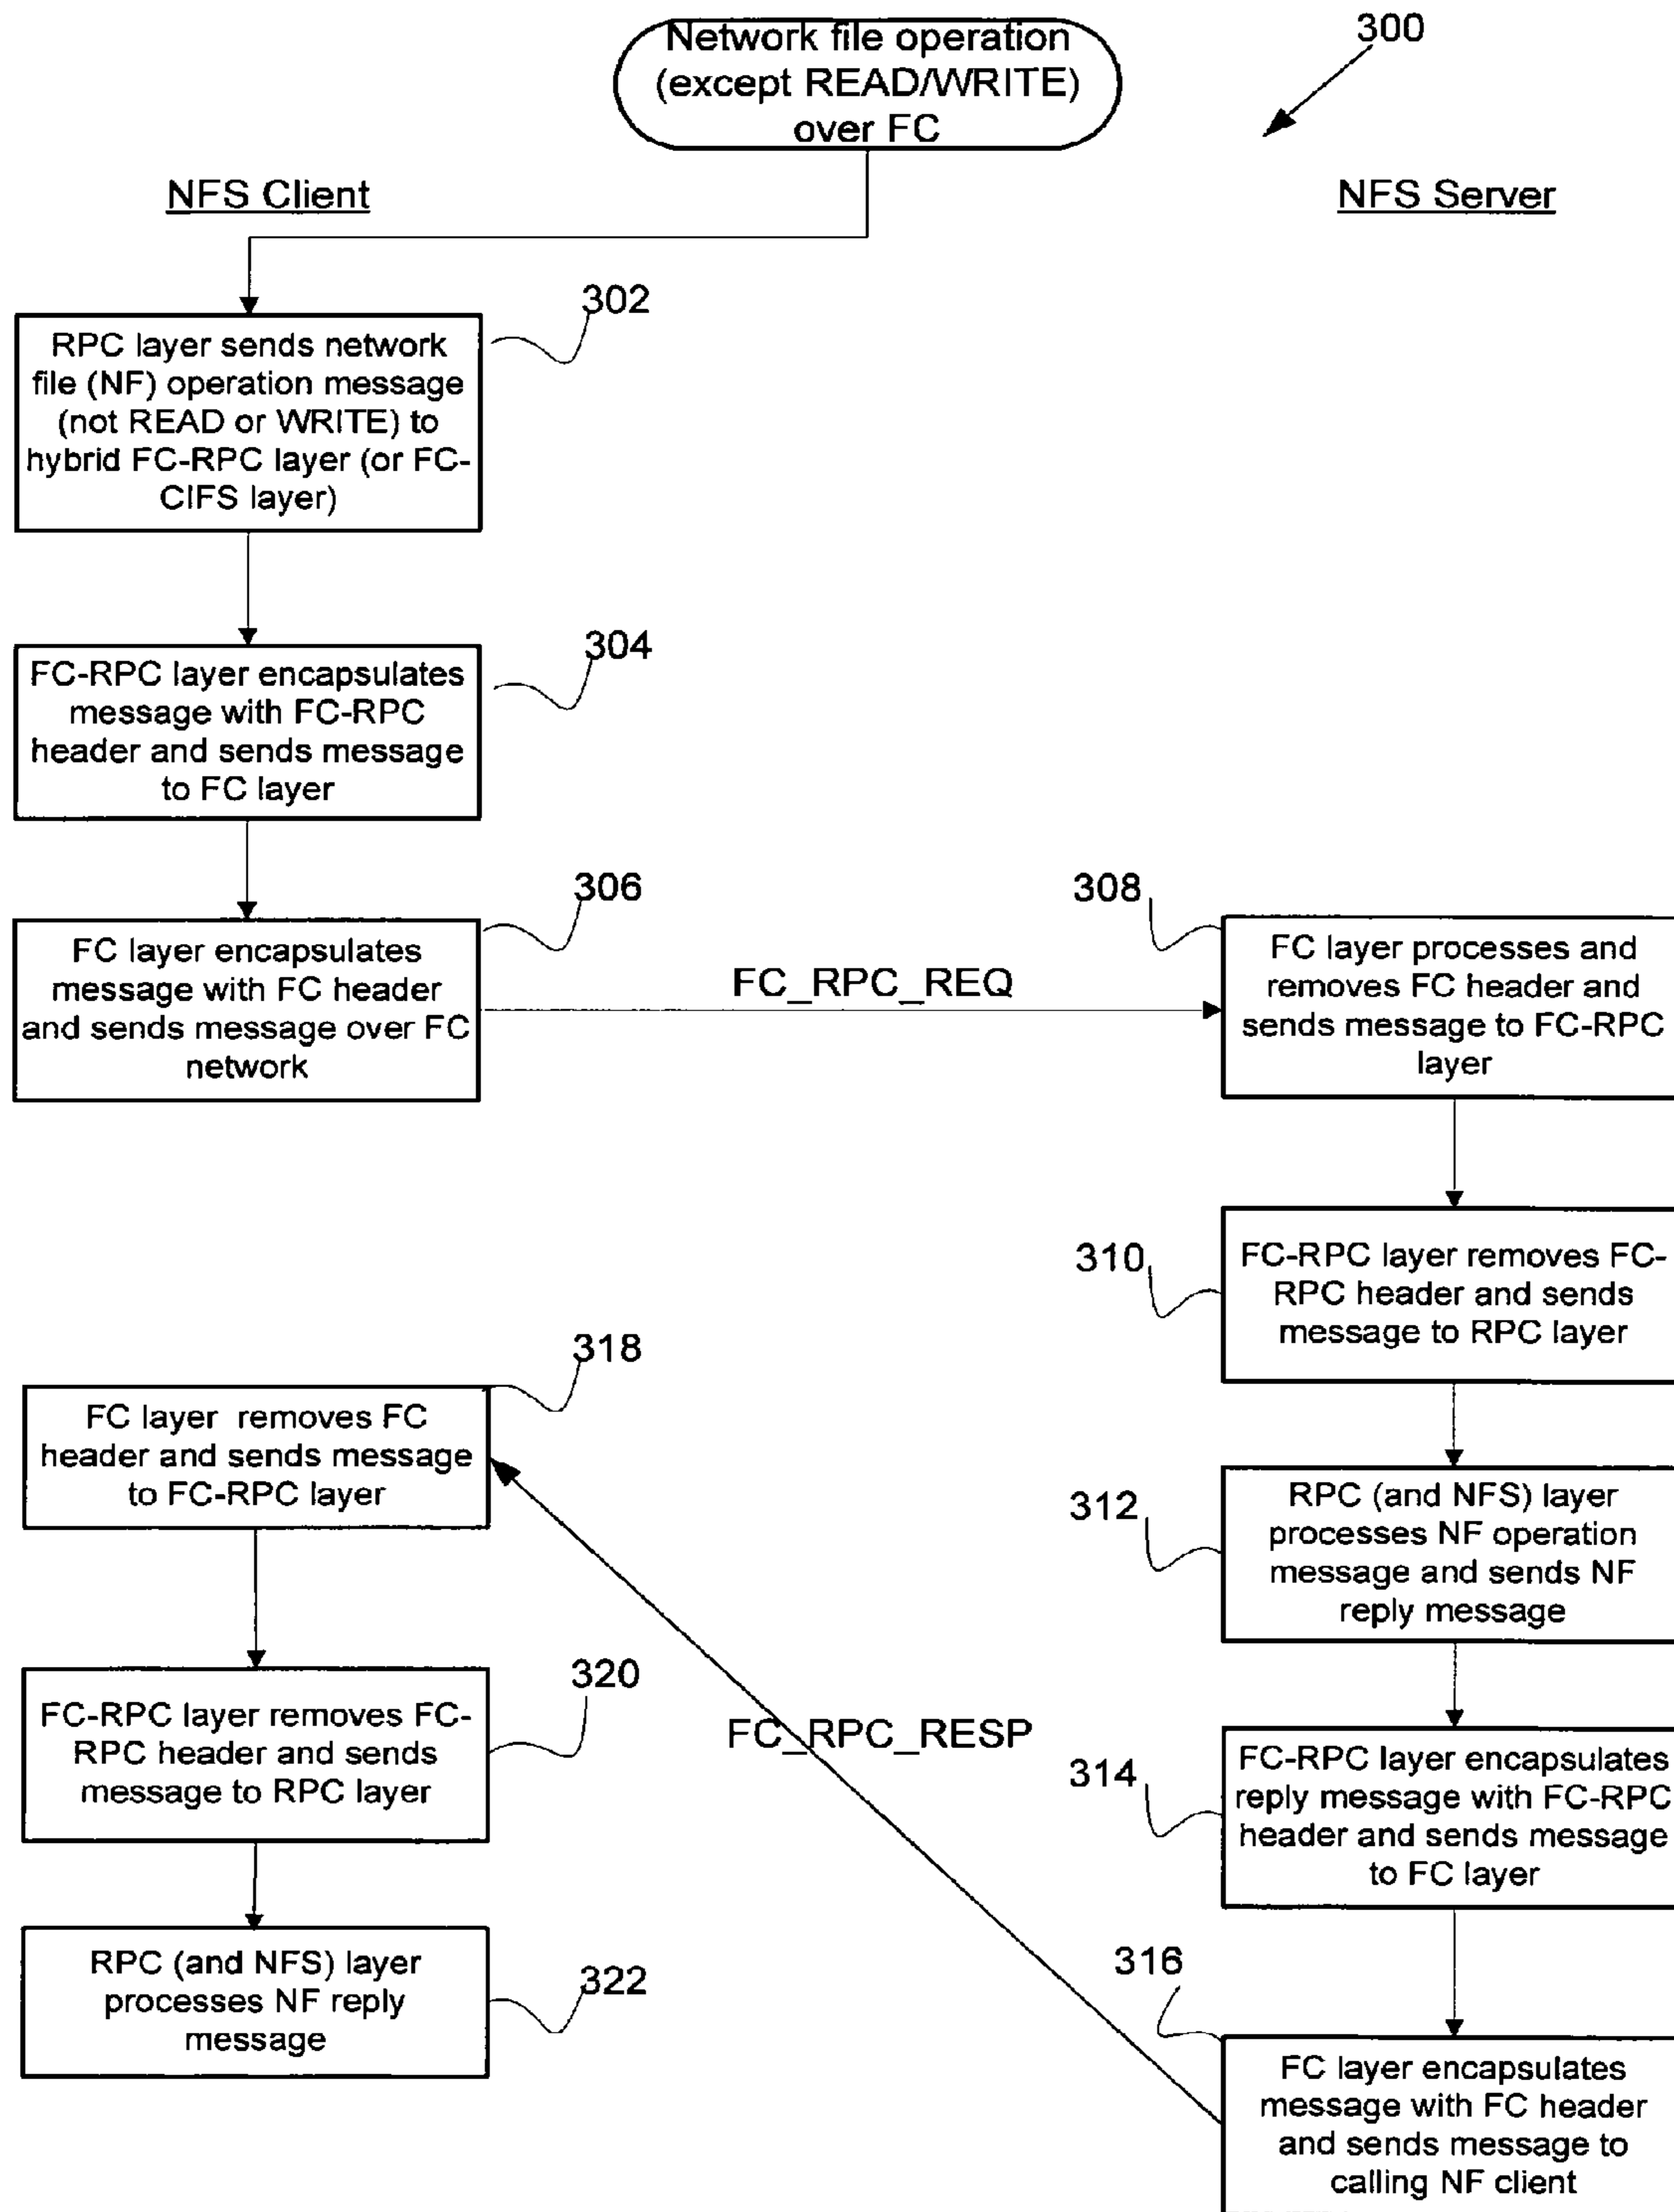 Network file operation
(except READ/WRITE)
over FC
300
NFS Client
NFS Server
302
RPC layer sends network
file (NF) operation message
(not READ or WRITE) to
hybrid FC-RPC layer (or FC-
CIFS layer)
304
FC-RPC layer encapsulates
message with FC-RPC
header and sends message
to FC layer
306
FC layer encapsulates
message with FC header
and sends message over FC
network
FC_RPC_REQ
308
FC layer processes and
removes FC header and
sends message to FC-RPC
layer
310
FC-RPC layer removes FC-
RPC header and sends
message to RPC layer
312
RPC (and NFS) layer
processes NF operation
message and sends NF
reply message
314
FC-RPC layer encapsulates
reply message with FC-RPC
header and sends message
to FC layer
316
FC layer encapsulates
message with FC header
and sends message to
calling NF client
FC_RPC_RESP
318
FC layer removes FC
header and sends message
to FC-RPC layer
320
FC-RPC layer removes FC-
RPC header and sends
message to RPC layer
322
RPC (and NFS) layer
processes NF reply
message